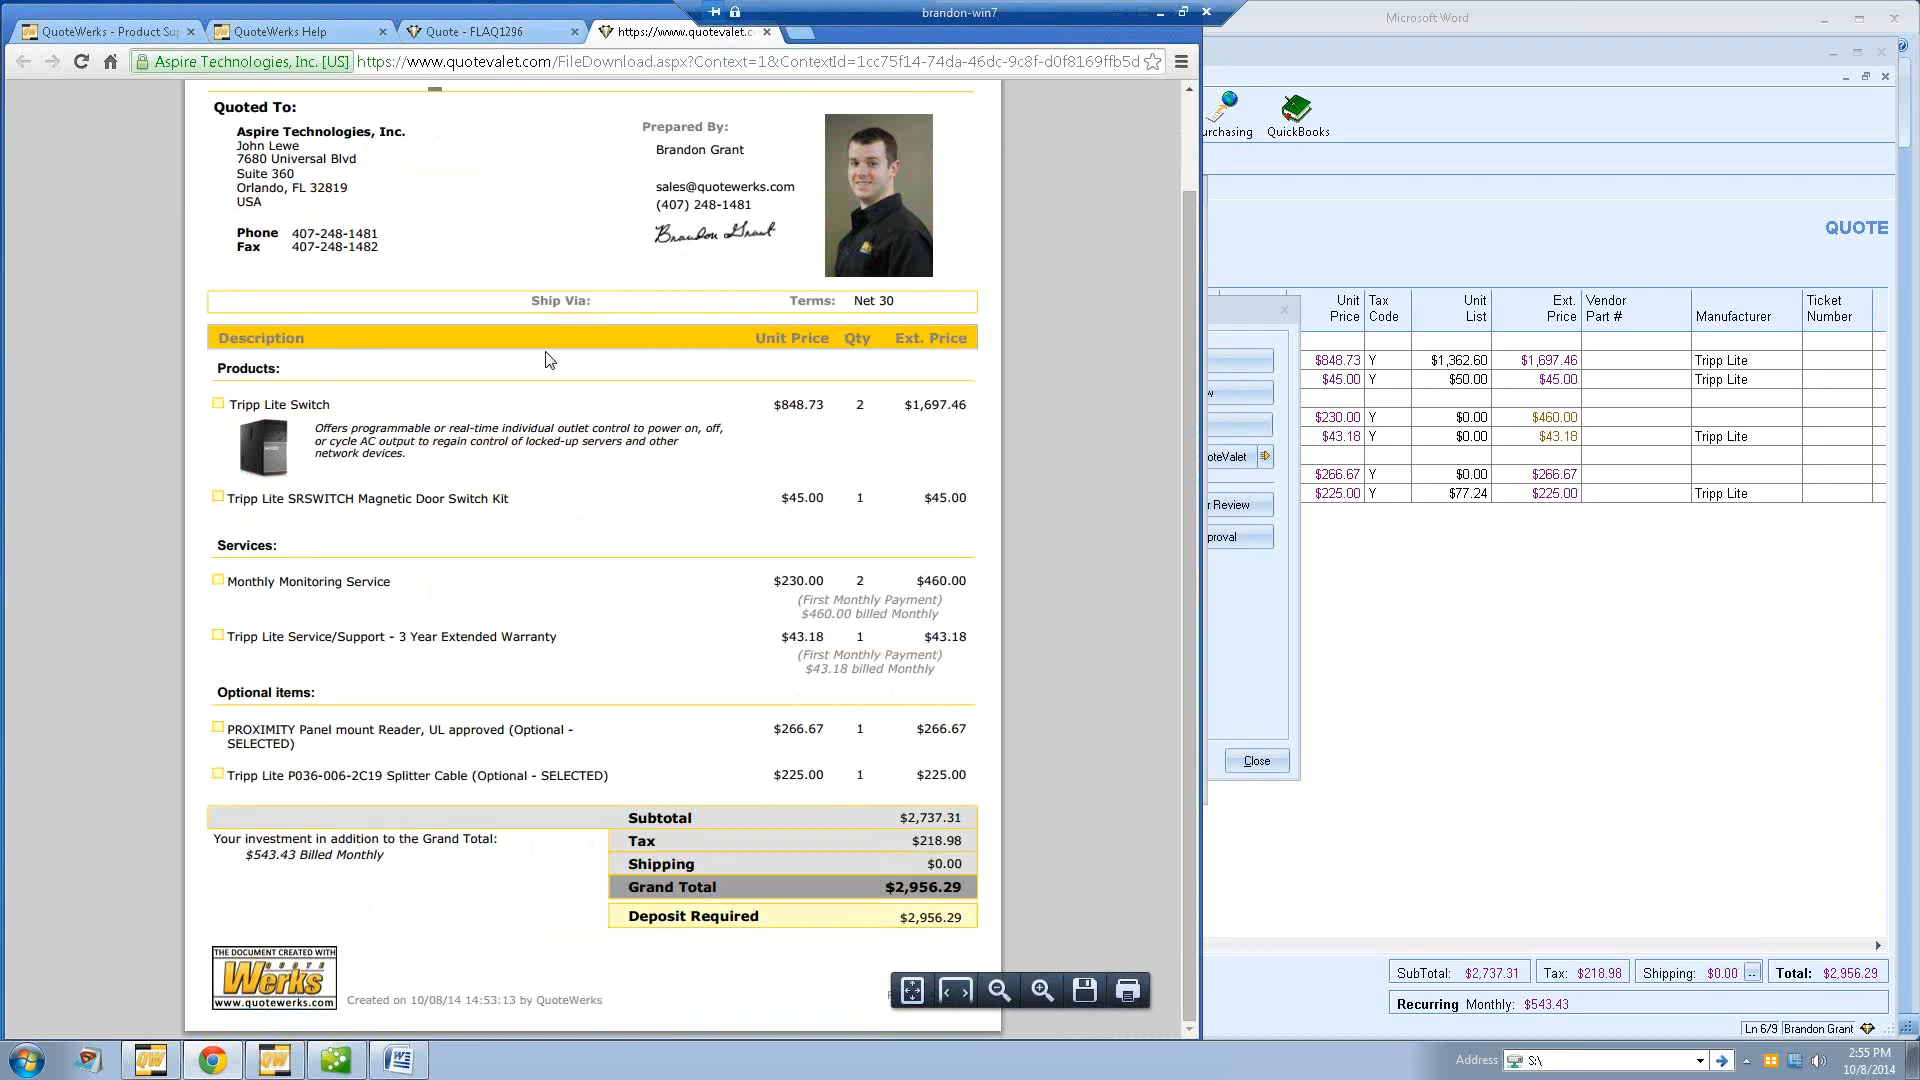 brandon-win7
Microsoft Word
QuoteWerks - Product Su
QuoteWerks Help
Quote - FLAQ1296
https://www.quotevalet.c
Aspire Technologies, Inc. [US]
https://www.quotevalet.com/FileDownload.aspx?Context=1&ContextId=1cc75f14-74da-46dc-9c8f-d0f8169ffb5d
Quoted To:
Aspire Technologies, Inc.
John Lewe
7680 Universal Blvd
Suite 360
Orlando, FL 32819
USA
Phone 407-248-1481
Fax 407-248-1482
Prepared By:
Brandon Grant
sales@quotewerks.com
(407) 248-1481
Brandon Grant
Ship Via: Terms: Net 30
Description Unit Price Qty Ext. Price
Products:
Tripp Lite Switch $848.73 2 $1,697.46
Offers programmable or real-time individual outlet control to power on, off,
or cycle AC output to regain control of locked-up servers and other
network devices.
Tripp Lite SRSWITCH Magnetic Door Switch Kit $45.00 1 $45.00
Services:
Monthly Monitoring Service $230.00 2 $460.00
(First Monthly Payment)
$460.00 billed Monthly
Tripp Lite Service/Support - 3 Year Extended Warranty $43.18 1 $43.18
(First Monthly Payment)
$43.18 billed Monthly
Optional items:
PROXIMITY Panel mount Reader, UL approved (Optional - $266.67 1 $266.67
SELECTED)
Tripp Lite P036-006-2C19 Splitter Cable (Optional - SELECTED) $225.00 1 $225.00
Subtotal $2,737.31
Your investment in addition to the Grand Total:
$543.43 Billed Monthly
Tax $218.98
Shipping $0.00
Grand Total $2,956.29
Deposit Required $2,956.29
THE DOCUMENT CREATED WITH
QUOTE
Werks
www.quotewerks.com
Created on 10/08/14 14:53:13 by QuoteWerks
urchasing QuickBooks
QUOTE
Unit Price Tax Code Unit List Ext. Price Vendor Part # Manufacturer Ticket Number
$848.73 Y $1,362.60 $1,697.46 Tripp Lite
$45.00 Y $50.00 $45.00 Tripp Lite
$230.00 Y $0.00 $460.00
$43.18 Y $0.00 $43.18 Tripp Lite
$266.67 Y $0.00 $266.67
$225.00 Y $77.24 $225.00 Tripp Lite
w
oteValet
r Review
proval
Close
SubTotal: $2,737.31 Tax: $218.98 Shipping: $0.00 .. Total: $2,956.29
Recurring Monthly: $543.43
Ln 6/9 Brandon Grant
QW
QW
W
Address S:\
2:55 PM
10/8/2014